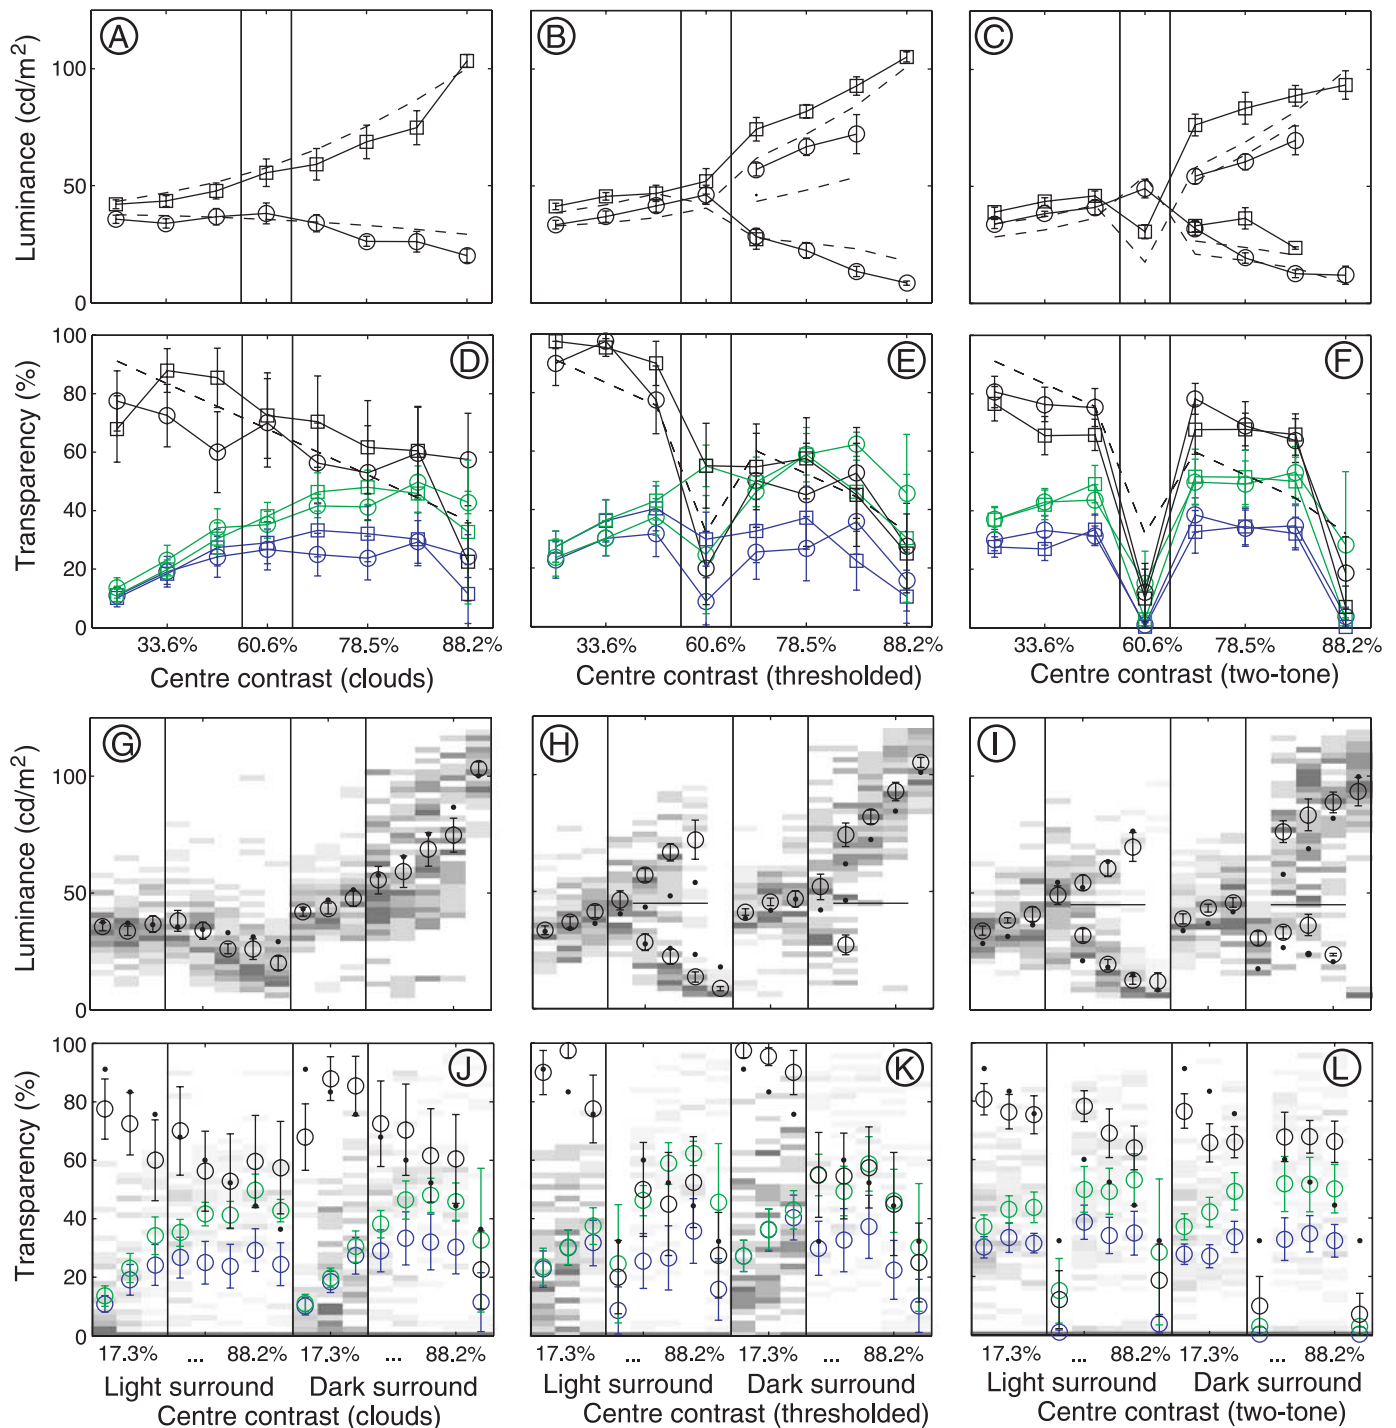 A
B
C
Luminance (cd/m²)
100
50
0
D
E
F
Transparency (%)
100
80
60
40
20
0
33.6% 60.6% 78.5% 88.2%
33.6% 60.6% 78.5% 88.2%
33.6% 60.6% 78.5% 88.2%
Centre contrast (clouds)
Centre contrast (thresholded)
Centre contrast (two-tone)
G
H
I
Luminance (cd/m²)
100
50
0
J
K
L
Transparency (%)
100
80
60
40
20
0
17.3% ... 88.2% 17.3% ... 88.2%
17.3% ... 88.2% 17.3% ... 88.2%
17.3% ... 88.2% 17.3% ... 88.2%
Light surround Dark surround
Light surround Dark surround
Light surround Dark surround
Centre contrast (clouds)
Centre contrast (thresholded)
Centre contrast (two-tone)